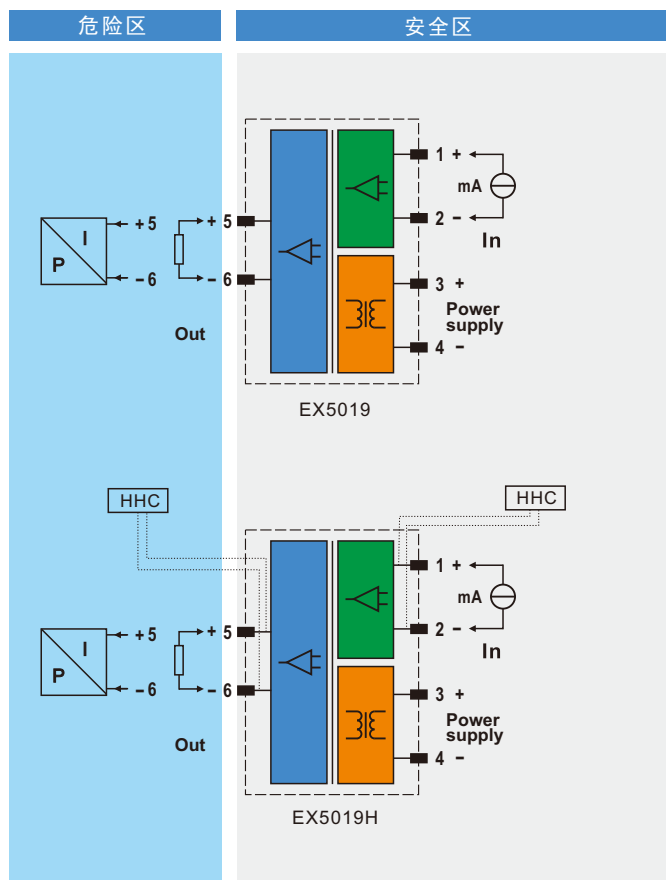 危险区
安全区
1 +
mA
2 −
In
+ 5
+ 5
I
P
− 6
− 6
3 +
Power
supply
Out
4 −
EX5019
HHC
HHC
1 +
mA
2 −
In
+ 5
+ 5
I
P
− 6
− 6
3 +
Power
supply
Out
4 −
EX5019H